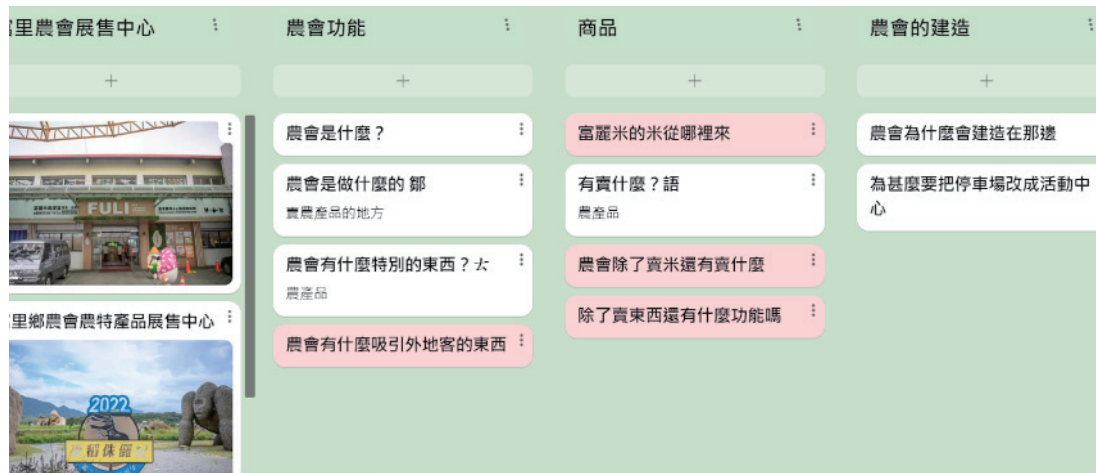 里農會展售中心
農會功能
商品
農會的建造
+
+
+
+
FULI
里鄉農會農特產品展售中心
2022
稻
農會是什麼？
農會是做什麼的 鄒
賣農產品的地方
農會有什麼特別的東西？ㄊ
農產品
農會有什麼吸引外地客的東西
富麗米的米從哪裡來
有賣什麼？語
農產品
農會除了賣米還有賣什麼
除了賣東西還有什麼功能嗎
農會為什麼會建造在那邊
為甚麼要把停車場改成活動中
心